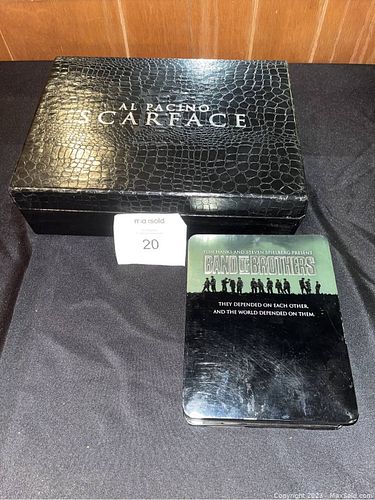 AL PACINO
SCARFACE
maxsold
20
TOM HANKS AND STEVEN SPIELBERG PRESENT
BAND OF BROTHERS
THEY DEPENDED ON EACH OTHER,
AND THE WORLD DEPENDED ON THEM.
Copyright 2023 - MaxSold.com